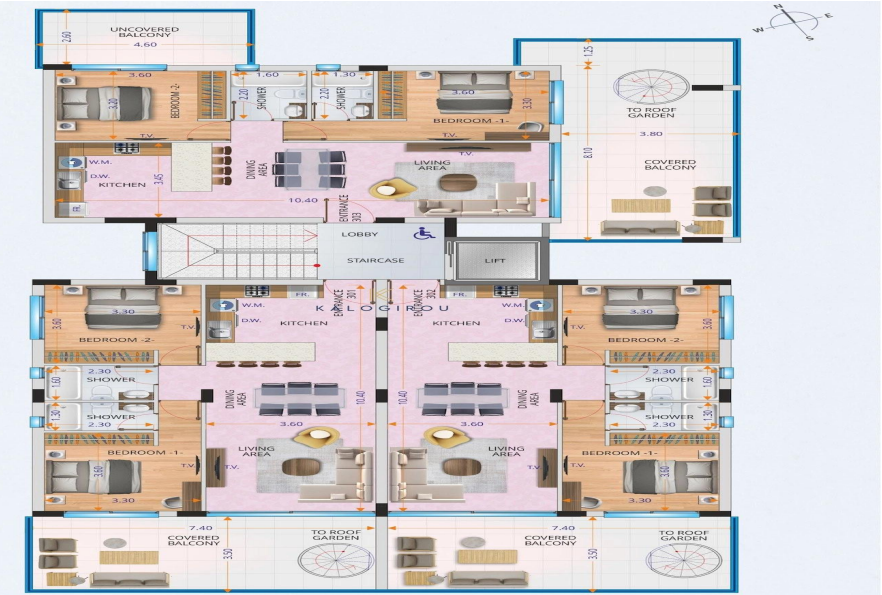 N
E
W
S
UNCOVERED
BALCONY
4.60
2.60
3.60
3.20
BEDROOM -2-
T.V.
1.60
2.20
SHOWER
1.30
2.20
SHOWER
3.60
3.30
BEDROOM -1-
T.V.
1.25
TO ROOF
GARDEN
3.80
8.10
COVERED
BALCONY
W.M.
D.W.
KITCHEN
FR.
3.45
DINING
AREA
10.40
T.V.
LIVING
AREA
ENTRANCE
303
LOBBY
STAIRCASE
LIFT
3.30
3.60
BEDROOM -2-
T.V.
W.M.
D.W.
FR.
KITCHEN
ENTRANCE
301
ENTRANCE
302
FR.
W.M.
D.W.
KITCHEN
KALOGIROU
3.30
3.60
BEDROOM -2-
T.V.
2.30
1.60
SHOWER
1.30
SHOWER
2.30
DINING
AREA
10.40
3.60
10.40
3.60
DINING
AREA
2.30
SHOWER
1.60
SHOWER
1.30
2.30
BEDROOM -1-
3.60
T.V.
3.30
T.V.
LIVING
AREA
LIVING
AREA
T.V.
BEDROOM -1-
T.V.
3.60
3.30
7.40
COVERED
BALCONY
3.50
TO ROOF
GARDEN
7.40
COVERED
BALCONY
3.50
TO ROOF
GARDEN